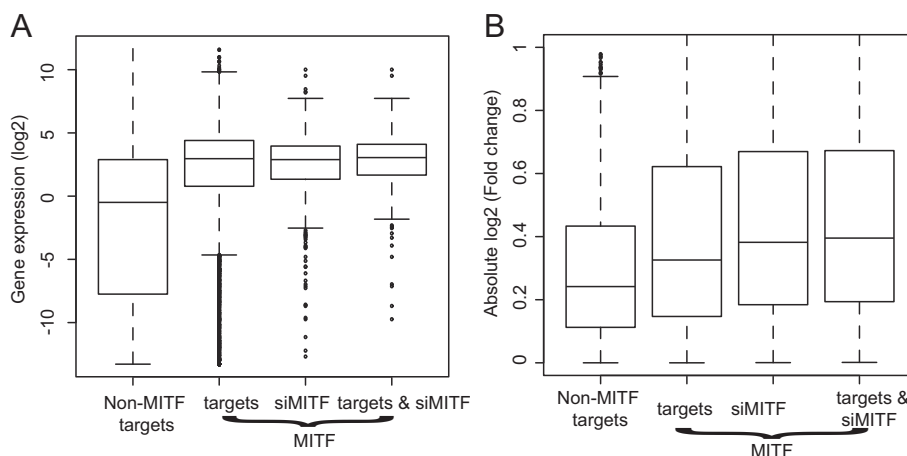 A
Gene expression (log2)
10
5
0
-5
-10
Non-MITF
targets
targets
siMITF
targets & siMITF
MITF
B
Absolute log2 (Fold change)
1
0.8
0.6
0.4
0.2
0
Non-MITF
targets
targets
siMITF
targets &
siMITF
MITF